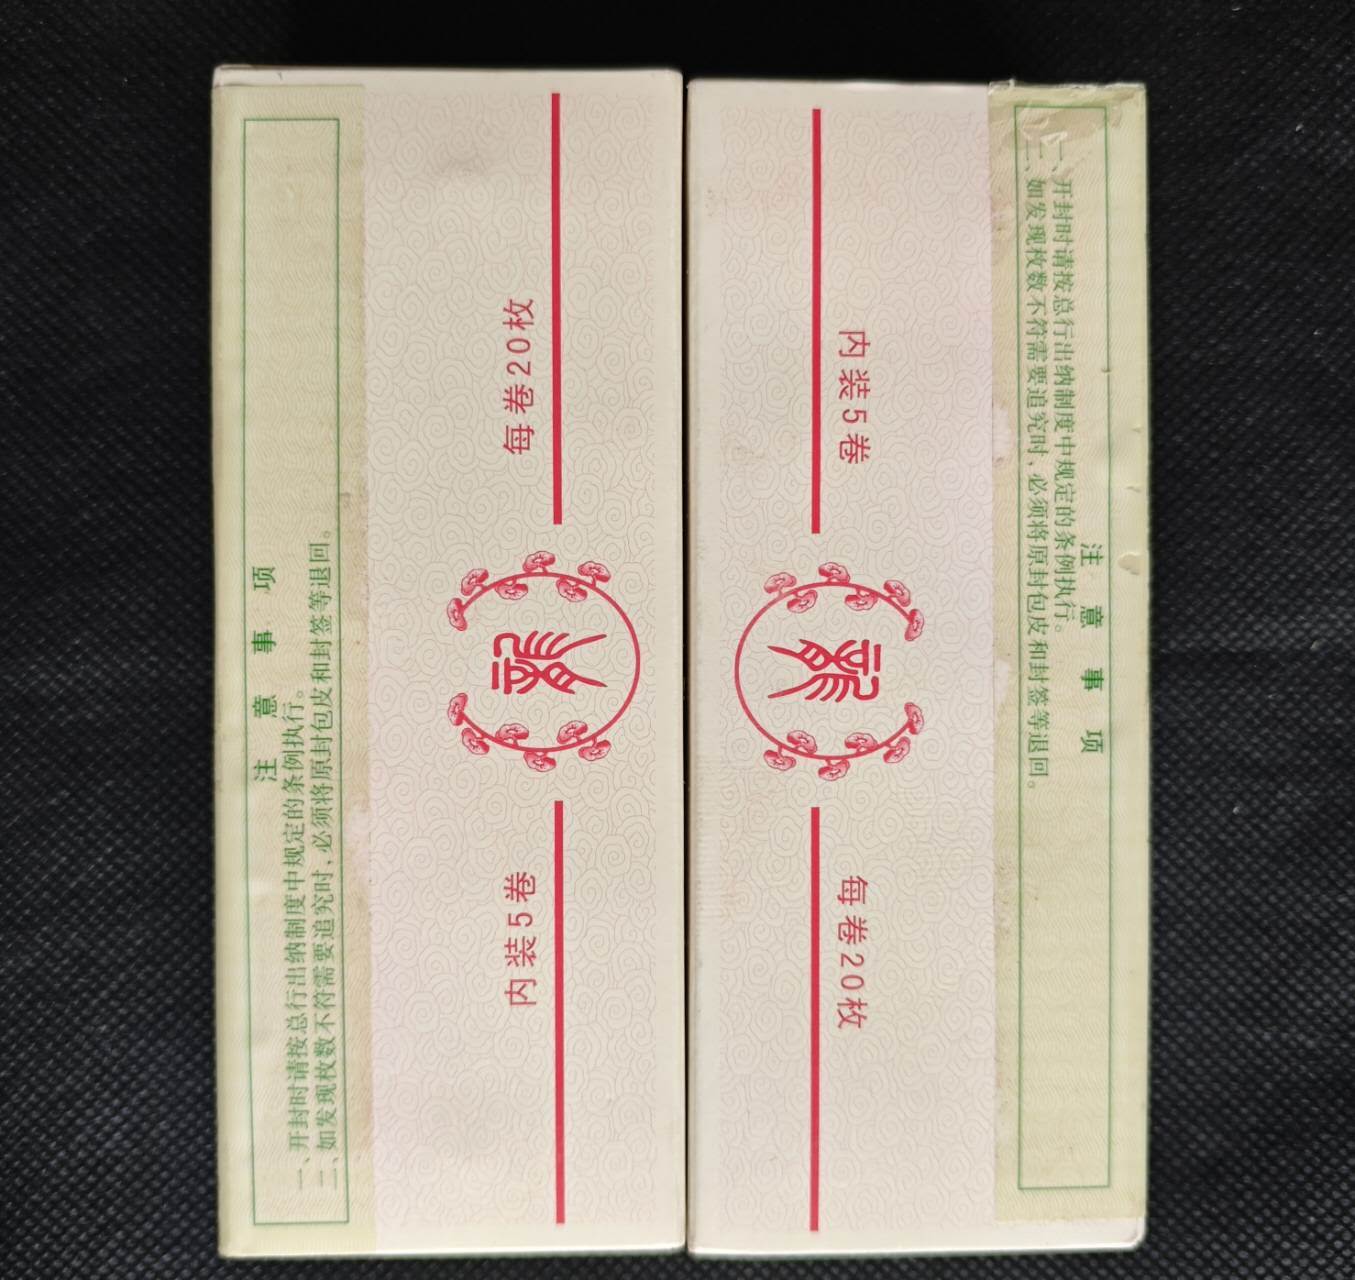 注意事项
一、开封时请按总行出纳制度中规定的条例执行。
二、如发现枚数不符需要追究时，必须将原封包皮和封签等退回。
每卷20枚
内装5卷
内装5卷
每卷20枚
注意事项
一、开封时请按总行出纳制度中规定的条例执行。
二、如发现枚数不符需要追究时，必须将原封包皮和封签等退回。